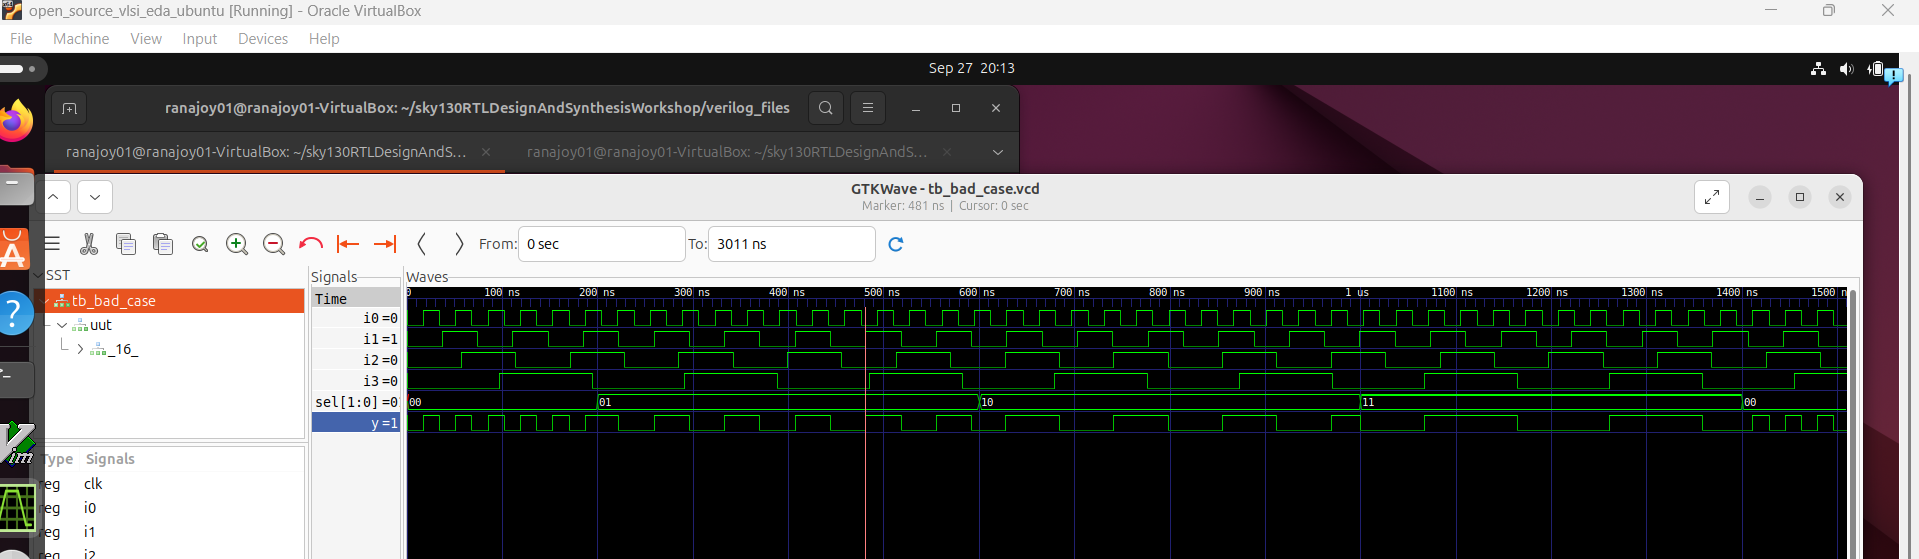 open_source_vlsi_eda_ubuntu [Running] - Oracle VirtualBox
File Machine View Input Devices Help
Sep 27 20:13
ranajoy01@ranajoy01-VirtualBox: ~/sky130RTLDesignAndSynthesisWorkshop/verilog_files
ranajoy01@ranajoy01-VirtualBox: ~/sky130RTLDesignAndS... ranajoy01@ranajoy01-VirtualBox: ~/sky130RTLDesignAndS...
GTKWave - tb_bad_case.vcd
Marker: 481 ns | Cursor: 0 sec
From: 0 sec To: 3011 ns
SST
tb_bad_case
uut
_16_
Type Signals
reg clk
reg i0
reg i1
reg i2
Signals
Time
i0=0
i1=1
i2=0
i3=0
sel[1:0]=0
y=1
Waves
0 100 ns 200 ns 300 ns 400 ns 500 ns 600 ns 700 ns 800 ns 900 ns 1 us 1100 ns 1200 ns 1300 ns 1400 ns 1500 n
00 01 10 11 00